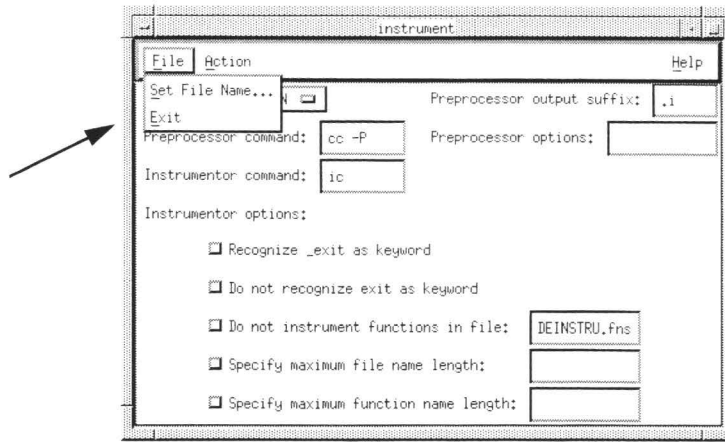 instrument
File Action Help
Set File Name...
Exit
N
Preprocessor output suffix: .i
Preprocessor command: cc -P Preprocessor options:
Instrumentor command: ic
Instrumentor options:
Recognize _exit as keyword
Do not recognize exit as keyword
Do not instrument functions in file: DEINSTRU.fns
Specify maximum file name length:
Specify maximum function name length: